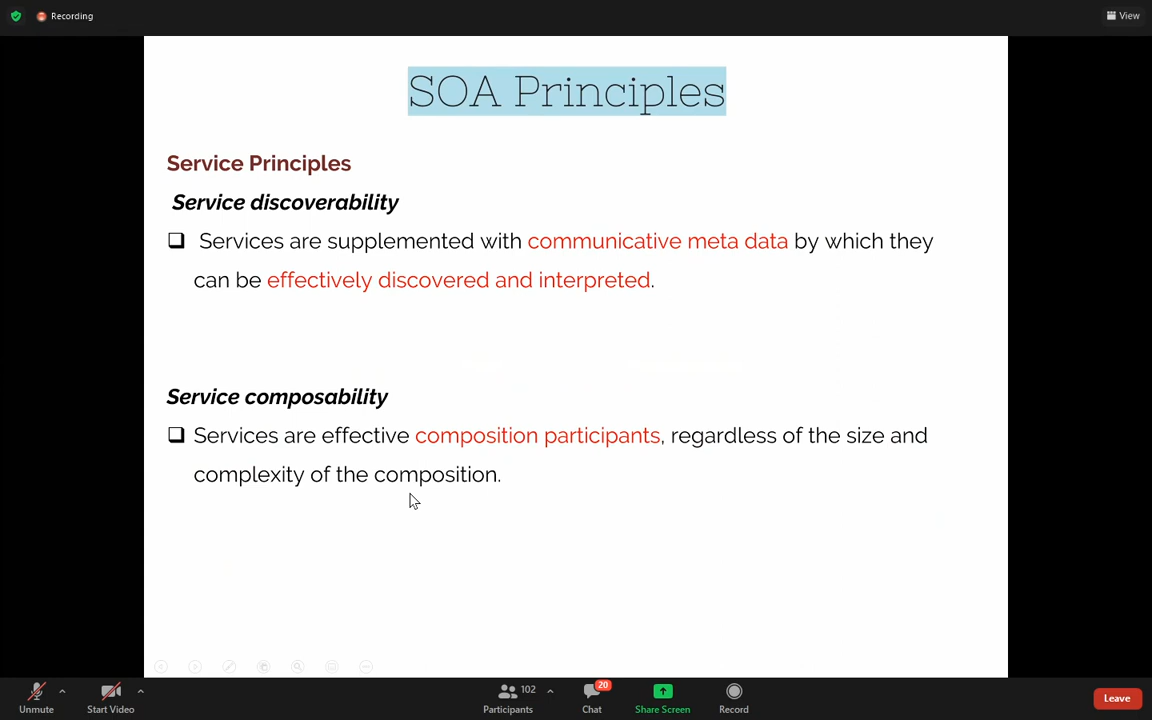 Recording
View
SOA Principles
Service Principles
Service discoverability
Services are supplemented with communicative meta data by which they
can be effectively discovered and interpreted.
Service composability
Services are effective composition participants, regardless of the size and
complexity of the composition.
Unmute
Start Video
102
Participants
20
Chat
Share Screen
Record
Leave